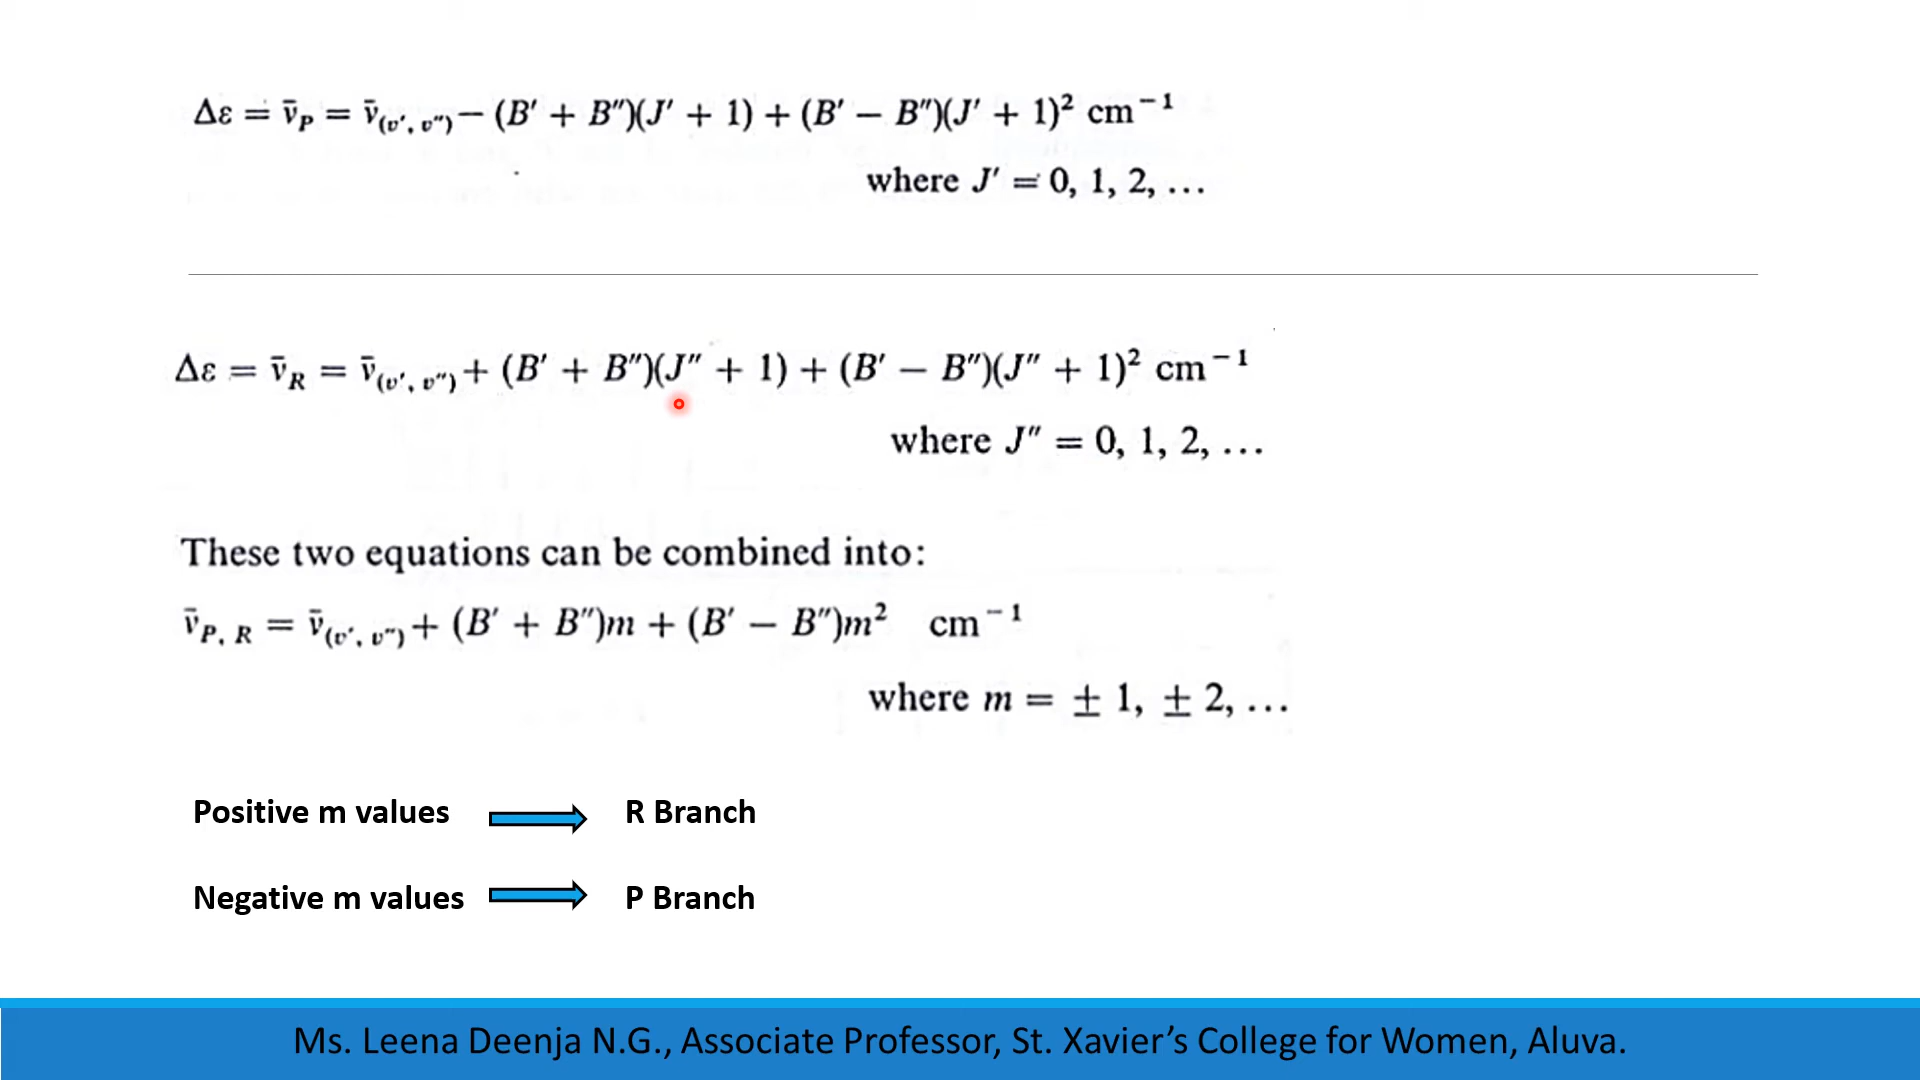 Δε = ν̄_P = ν̄_(v′, v″) − (B′ + B″)(J′ + 1) + (B′ − B″)(J′ + 1)² cm⁻¹
where J′ = 0, 1, 2, ...
Δε = ν̄_R = ν̄_(v′, v″) + (B′ + B″)(J″ + 1) + (B′ − B″)(J″ + 1)² cm⁻¹
where J″ = 0, 1, 2, ...
These two equations can be combined into:
ν̄_P, R = ν̄_(v′, v″) + (B′ + B″)m + (B′ − B″)m² cm⁻¹
where m = ± 1, ± 2, ...
Positive m values R Branch
Negative m values P Branch
Ms. Leena Deenja N.G., Associate Professor, St. Xavier’s College for Women, Aluva.